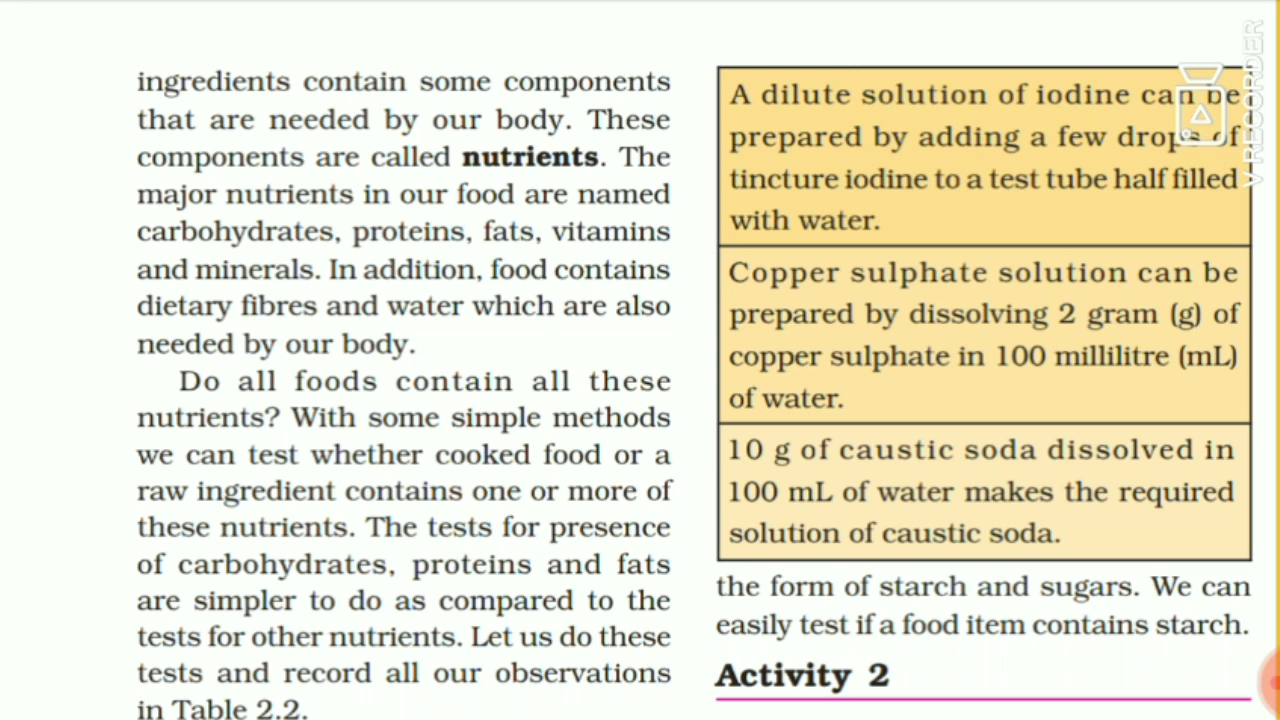 ingredients contain some components
that are needed by our body. These
components are called nutrients. The
major nutrients in our food are named
carbohydrates, proteins, fats, vitamins
and minerals. In addition, food contains
dietary fibres and water which are also
needed by our body.
Do all foods contain all these
nutrients? With some simple methods
we can test whether cooked food or a
raw ingredient contains one or more of
these nutrients. The tests for presence
of carbohydrates, proteins and fats
are simpler to do as compared to the
tests for other nutrients. Let us do these
tests and record all our observations
in Table 2.2.
A dilute solution of iodine can be
prepared by adding a few drops of
tincture iodine to a test tube half filled
with water.
Copper sulphate solution can be
prepared by dissolving 2 gram (g) of
copper sulphate in 100 millilitre (mL)
of water.
10 g of caustic soda dissolved in
100 mL of water makes the required
solution of caustic soda.
the form of starch and sugars. We can
easily test if a food item contains starch.
Activity 2
V RECORDER